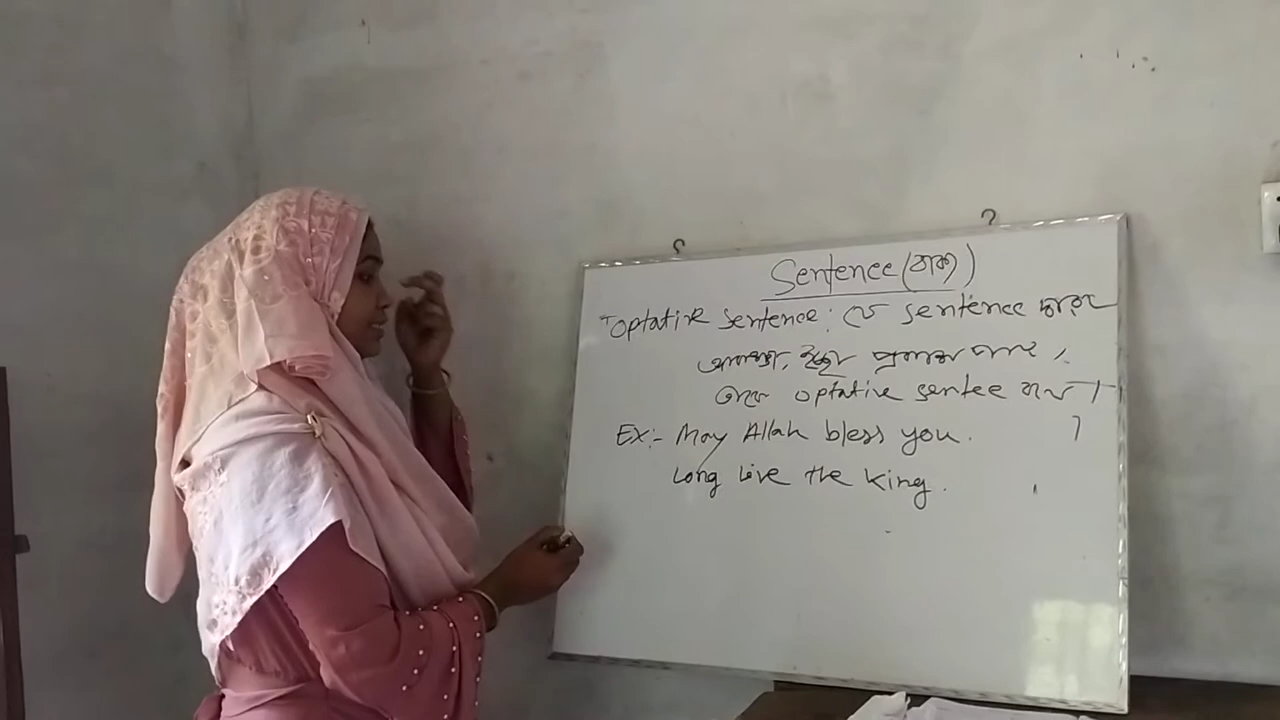 Sentence (বাক্য)
*optative sentence: যে sentence দ্বারা
ইচ্ছা প্রকাশ পায়,
তাকে optative sentee বলে।
Ex:- May Allah bless you.
Long live the King.